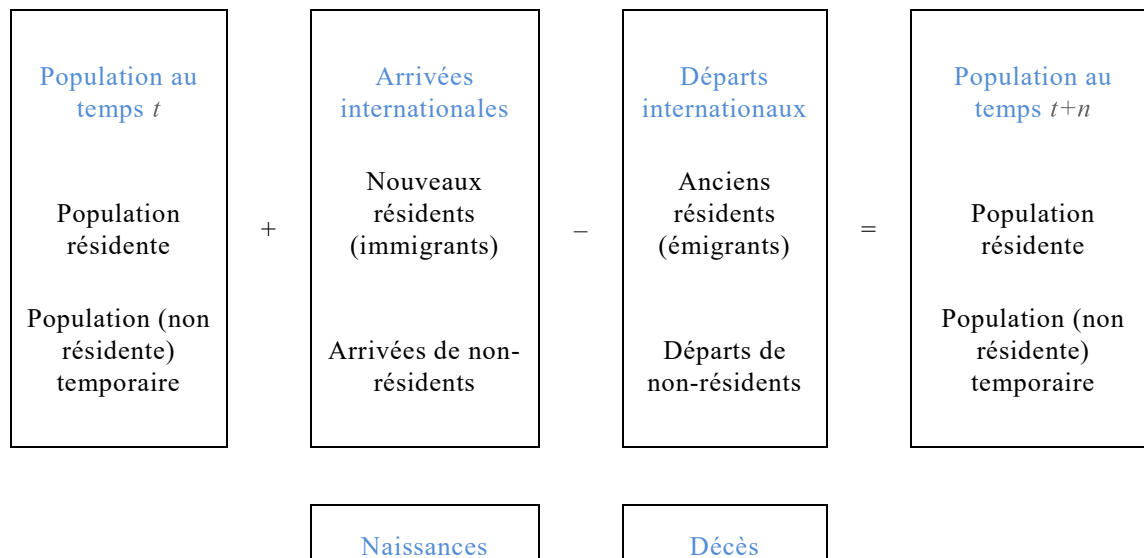 Population au
temps t
Population
résidente
Population (non
résidente)
temporaire
+
Arrivées
internationales
Nouveaux
résidents
(immigrants)
Arrivées de non-
résidents
–
Départs
internationaux
Anciens
résidents
(émigrants)
Départs de
non-résidents
=
Population au
temps t+n
Population
résidente
Population (non
résidente)
temporaire
Naissances
Décès